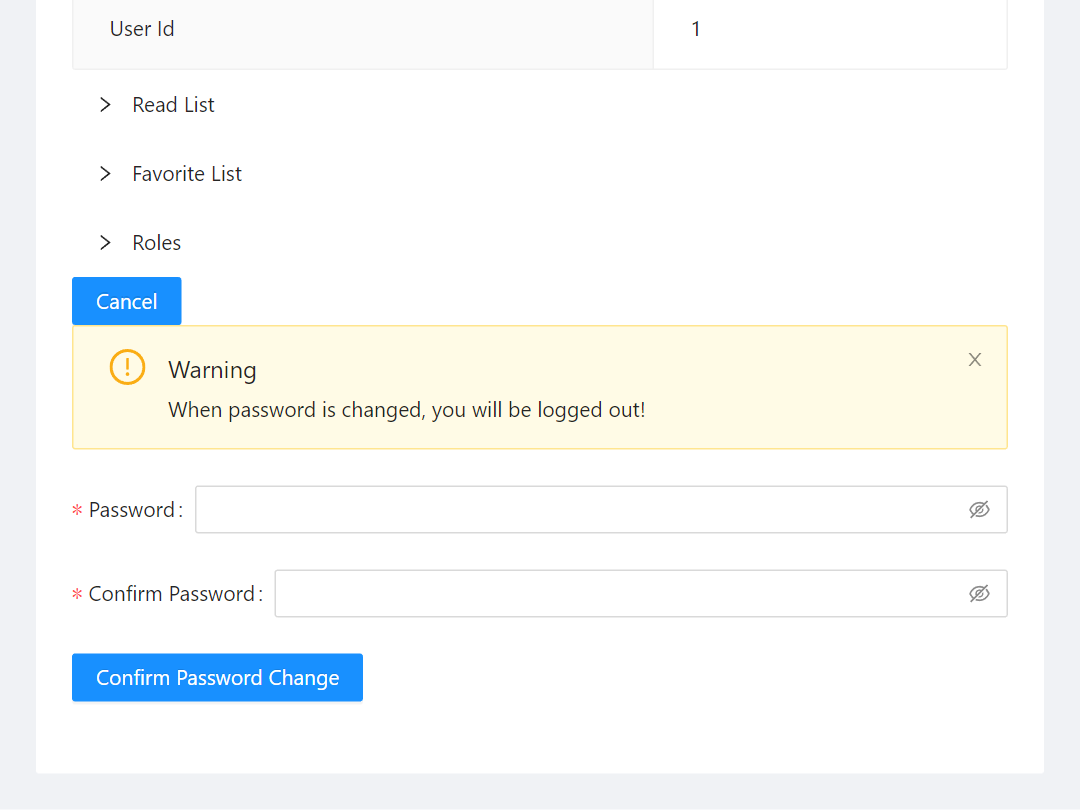 User Id 1
Read List
Favorite List
Roles
Cancel
Warning
When password is changed, you will be logged out!
* Password :
* Confirm Password :
Confirm Password Change